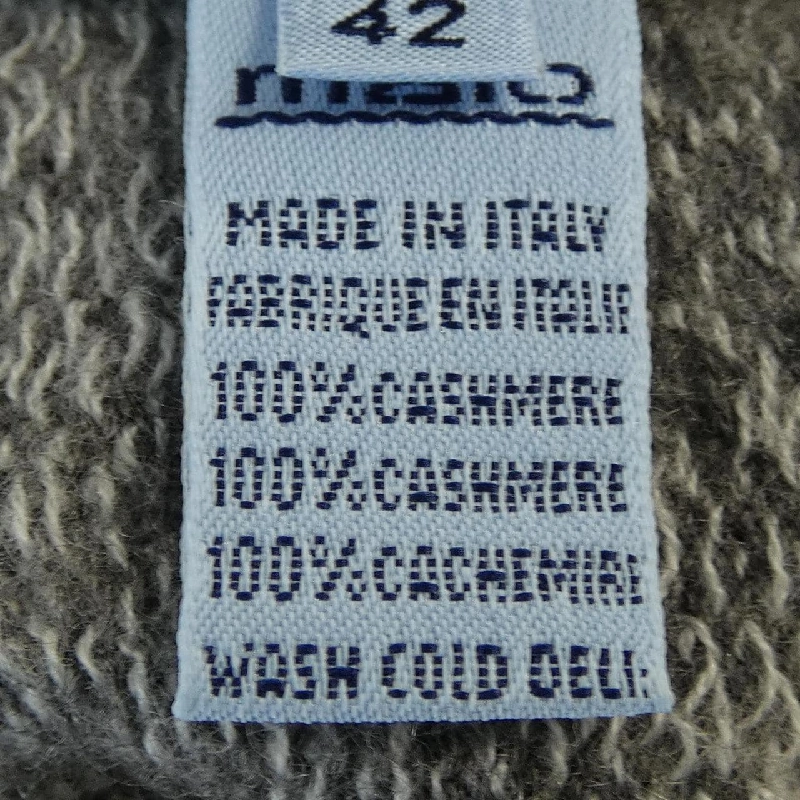 42
MADE IN ITALY
FABRIQUE EN ITALIE
100% CASHMERE
100% CASHMERE
100% CACHEMIRE
WASH COLD DELI